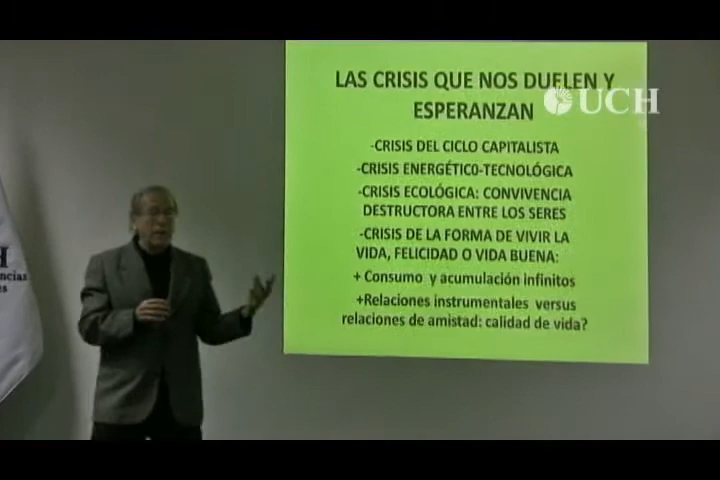 LAS CRISIS QUE NOS DUELEN Y
ESPERANZAN
UCH
-CRISIS DEL CICLO CAPITALISTA
-CRISIS ENERGÉTIC0-TECNOLÓGICA
-CRISIS ECOLÓGICA: CONVIVENCIA
DESTRUCTORA ENTRE LOS SERES
-CRISIS DE LA FORMA DE VIVIR LA
VIDA, FELICIDAD O VIDA BUENA:
+ Consumo y acumulación infinitos
+Relaciones instrumentales versus
relaciones de amistad: calidad de vida?
H
ncias
es